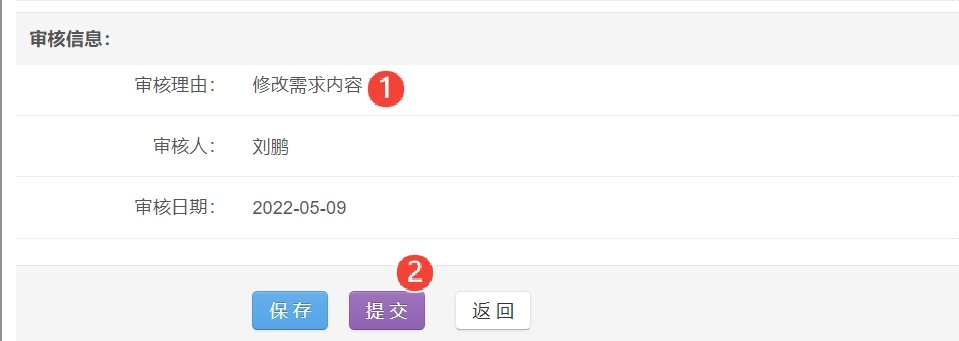 审核信息：
审核理由： 修改需求内容 1
审核人： 刘鹏
审核日期： 2022-05-09
2
保存 提交 返回